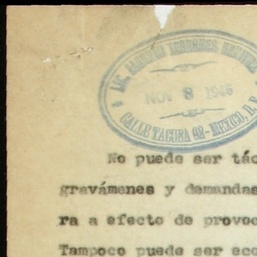 NOV 8 1946
CALLE TACUBA 92-MEXICO, D. F.
No puede ser tác
gravámenes y demandas
ra a efecto de provoc
Tampoco puede ser eco